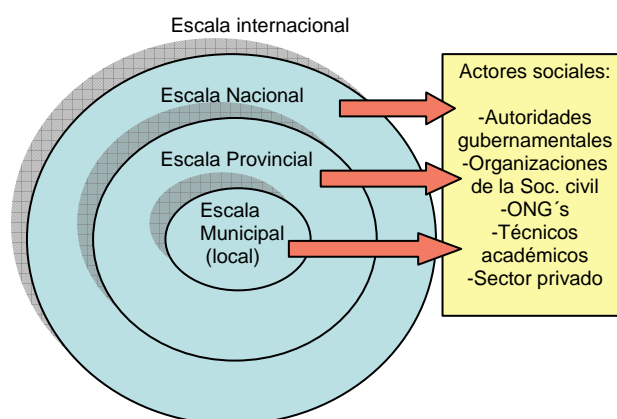 Escala internacional
Escala Nacional
Escala Provincial
Escala
Municipal
(local)
Actores sociales:
-Autoridades
gubernamentales
-Organizaciones
de la Soc. civil
-ONG´s
-Técnicos
académicos
-Sector privado